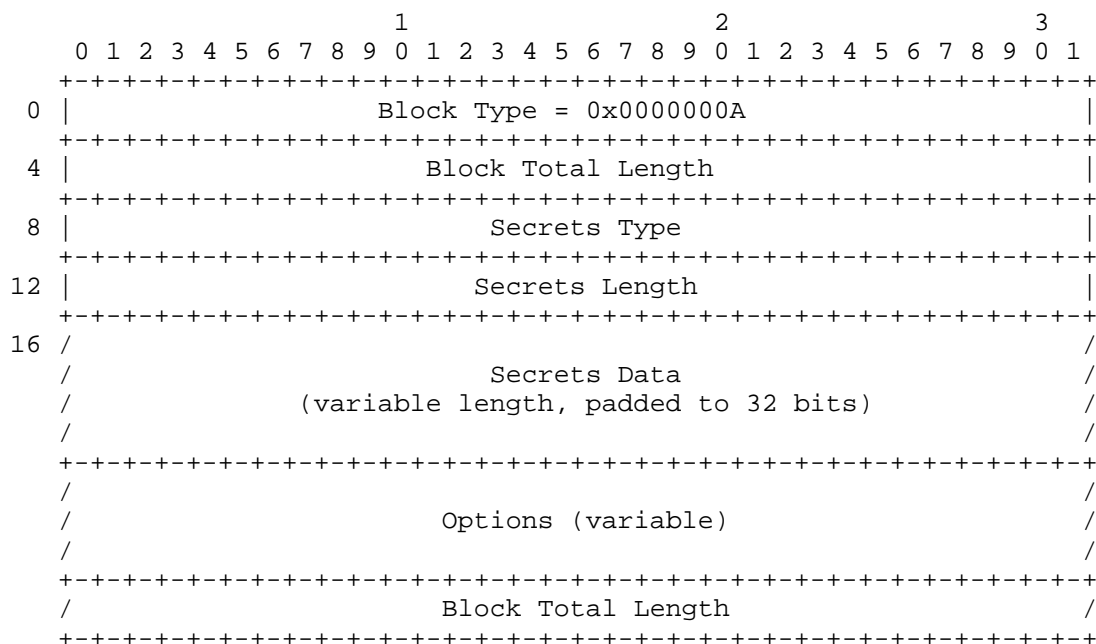 1                   2                   3
    0 1 2 3 4 5 6 7 8 9 0 1 2 3 4 5 6 7 8 9 0 1 2 3 4 5 6 7 8 9 0 1
   +-+-+-+-+-+-+-+-+-+-+-+-+-+-+-+-+-+-+-+-+-+-+-+-+-+-+-+-+-+-+-+-+
 0 |                   Block Type = 0x0000000A                     |
   +-+-+-+-+-+-+-+-+-+-+-+-+-+-+-+-+-+-+-+-+-+-+-+-+-+-+-+-+-+-+-+-+
 4 |                      Block Total Length                       |
   +-+-+-+-+-+-+-+-+-+-+-+-+-+-+-+-+-+-+-+-+-+-+-+-+-+-+-+-+-+-+-+-+
 8 |                          Secrets Type                         |
   +-+-+-+-+-+-+-+-+-+-+-+-+-+-+-+-+-+-+-+-+-+-+-+-+-+-+-+-+-+-+-+-+
12 |                         Secrets Length                        |
   +-+-+-+-+-+-+-+-+-+-+-+-+-+-+-+-+-+-+-+-+-+-+-+-+-+-+-+-+-+-+-+-+
16 /                                                               /
   /                          Secrets Data                         /
   /              (variable length, padded to 32 bits)             /
   /                                                               /
   +-+-+-+-+-+-+-+-+-+-+-+-+-+-+-+-+-+-+-+-+-+-+-+-+-+-+-+-+-+-+-+-+
   /                                                               /
   /                       Options (variable)                      /
   /                                                               /
   +-+-+-+-+-+-+-+-+-+-+-+-+-+-+-+-+-+-+-+-+-+-+-+-+-+-+-+-+-+-+-+-+
   /                       Block Total Length                      /
   +-+-+-+-+-+-+-+-+-+-+-+-+-+-+-+-+-+-+-+-+-+-+-+-+-+-+-+-+-+-+-+-+